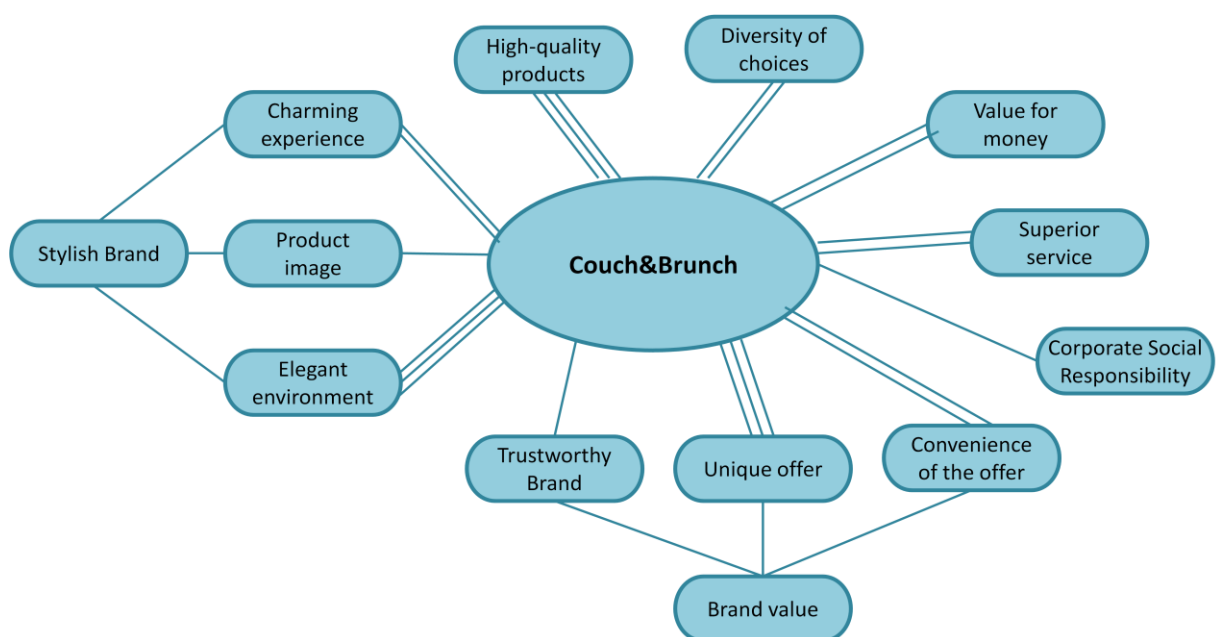 High-quality
products
Diversity of
choices
Charming
experience
Value for
money
Stylish Brand
Product
image
Couch&Brunch
Superior
service
Elegant
environment
Corporate Social
Responsibility
Trustworthy
Brand
Unique offer
Convenience
of the offer
Brand value